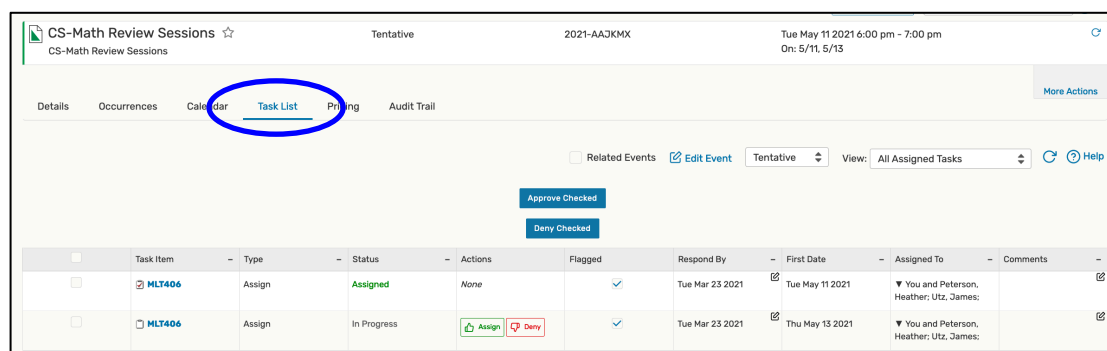 CS-Math Review Sessions Tentative 2021-AAJKMX Tue May 11 2021 6:00 pm - 7:00 pm
CS-Math Review Sessions On: 5/11, 5/13
More Actions
Details Occurrences Calendar Task List Pricing Audit Trail
Related Events Edit Event Tentative View: All Assigned Tasks Help
Approve Checked
Deny Checked
Task Item – Type – Status – Actions Flagged Respond By – First Date – Assigned To – Comments –
MLT406 Assign Assigned None Tue Mar 23 2021 Tue May 11 2021 ▼ You and Peterson,
Heather; Utz, James;
MLT406 Assign In Progress Assign Deny Tue Mar 23 2021 Thu May 13 2021 ▼ You and Peterson,
Heather; Utz, James;